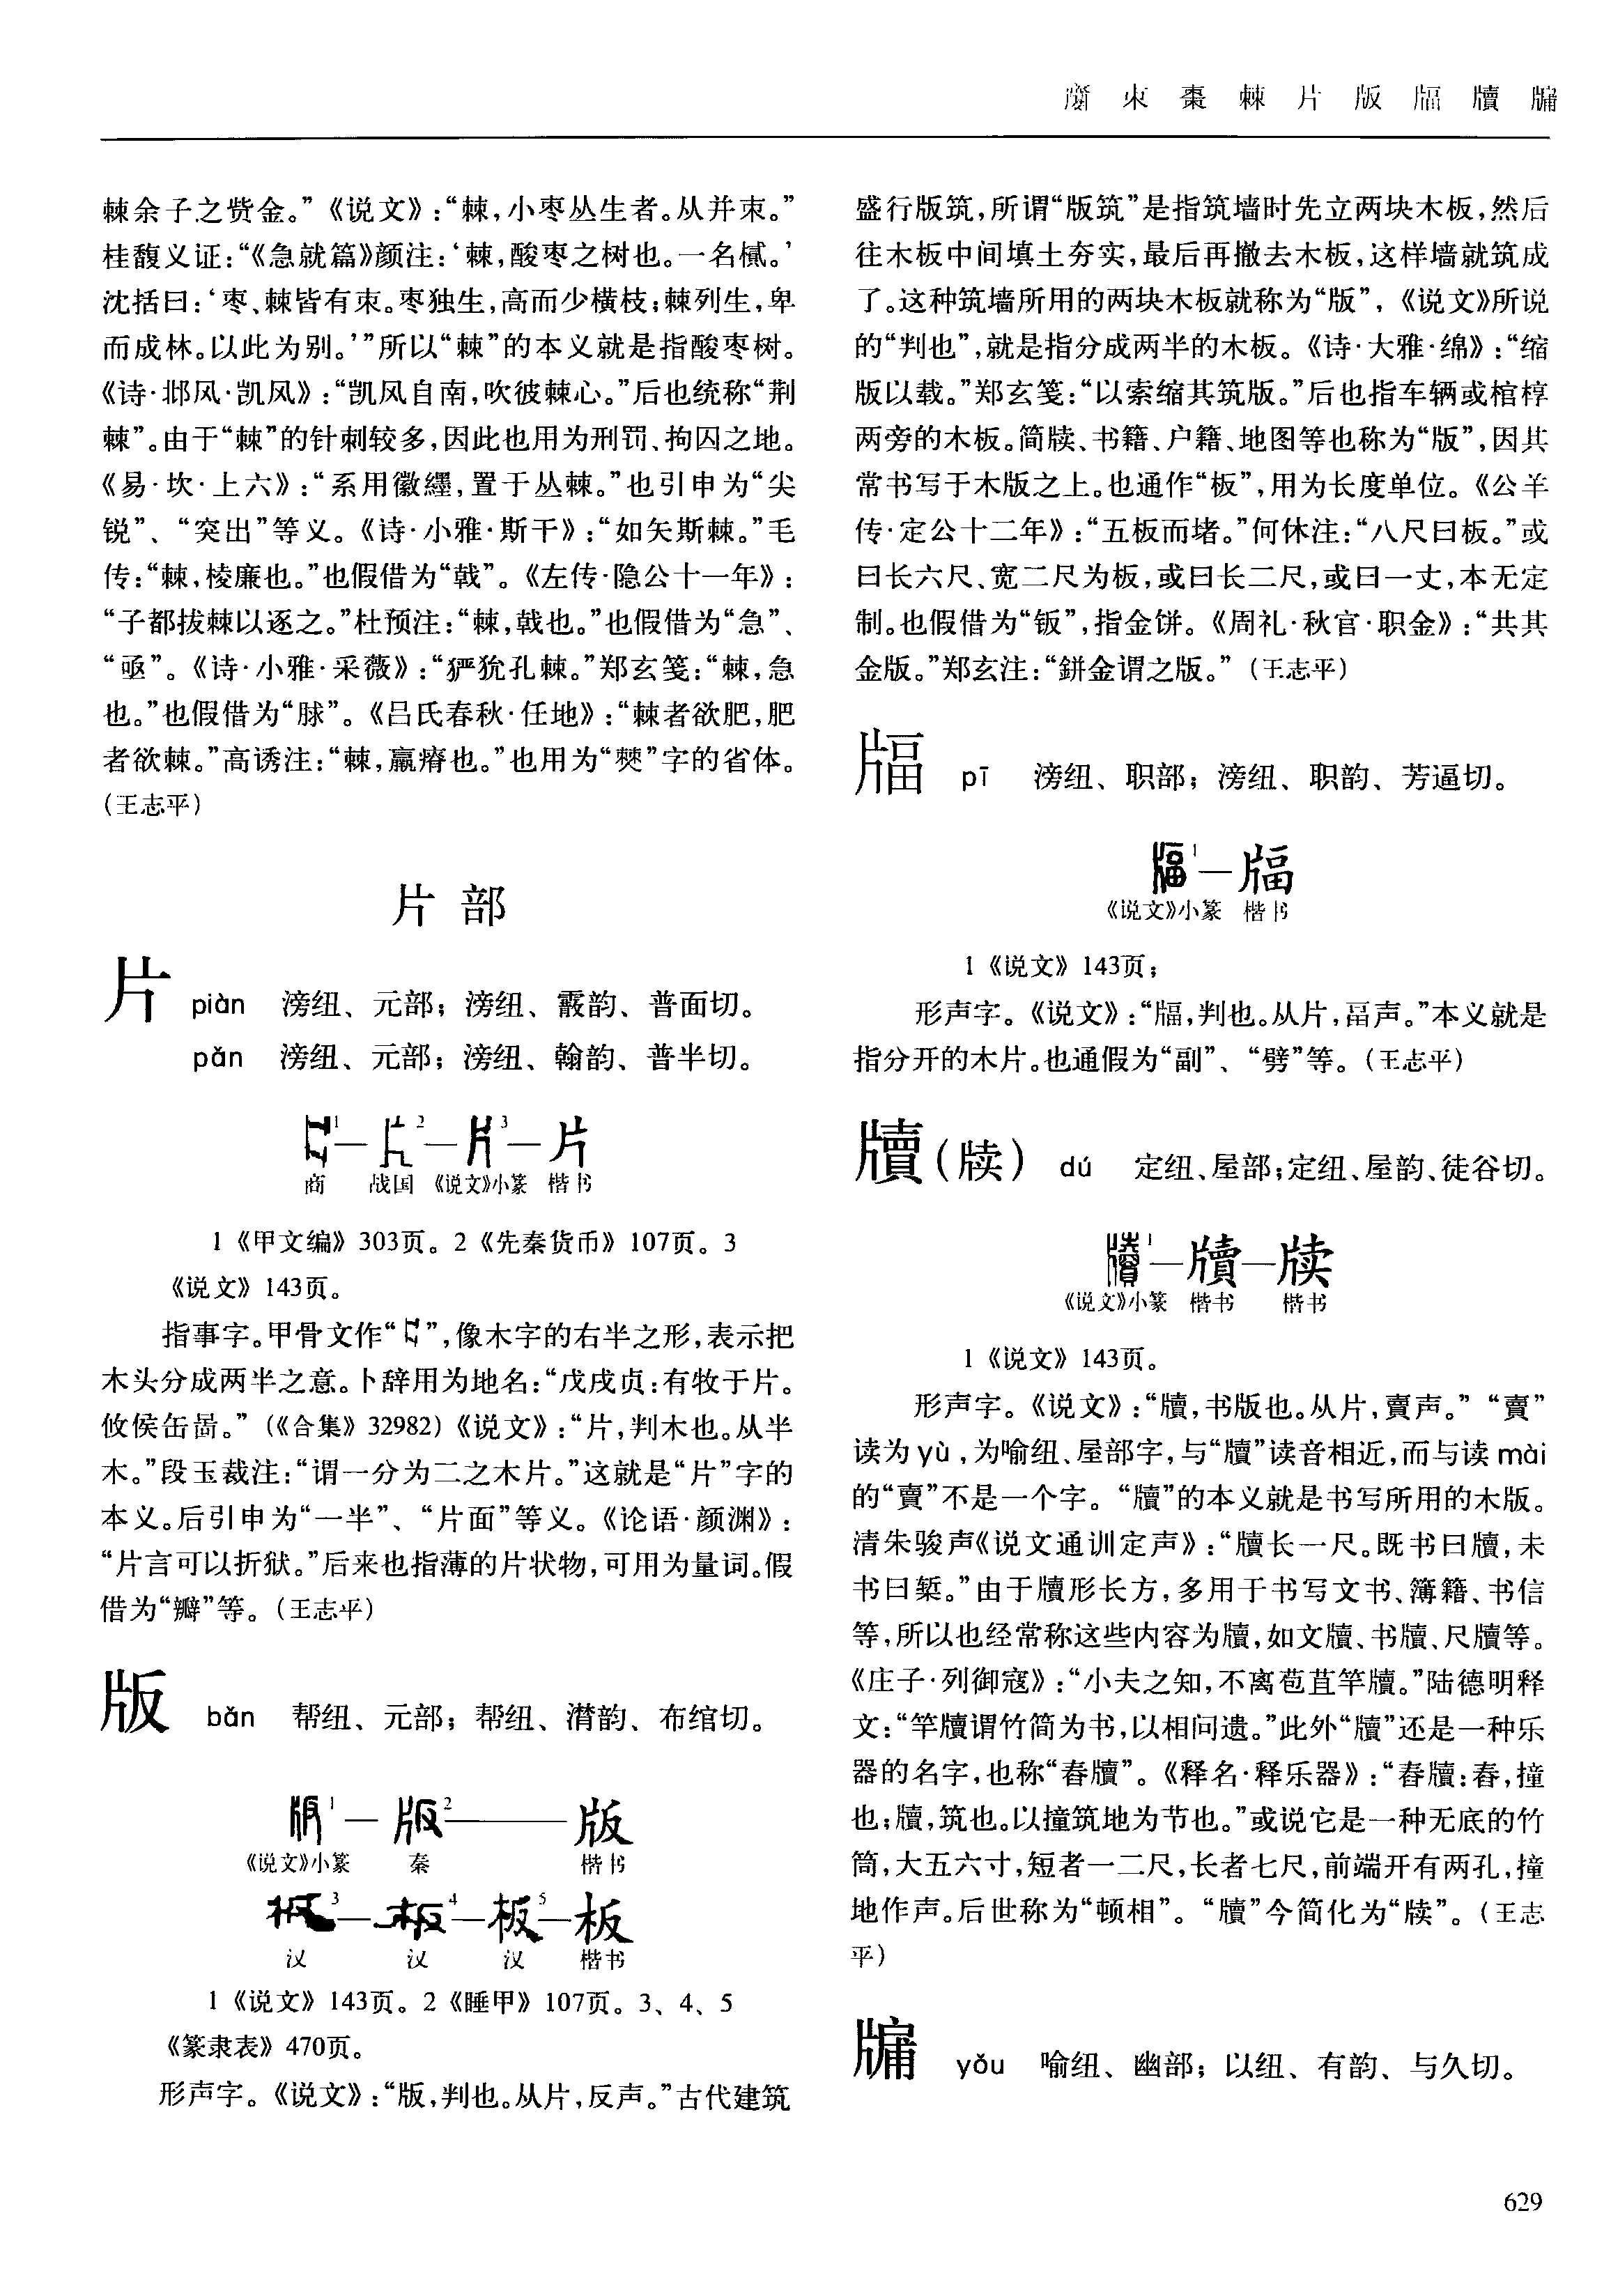 朿 棗 棘 片 版 牑 牘 牖
棘余子之赀金。”《说文》：“棘，小枣丛生者。从并朿。”
桂馥义证：“《急就篇》颜注：‘棘，酸枣之树也。一名樲。’
沈括曰：‘枣、棘皆有朿。枣独生，高而少横枝；棘列生，卑
而成林。以此为别。’”所以“棘”的本义就是指酸枣树。
《诗·邶风·凯风》：“凯风自南，吹彼棘心。”后也统称“荆
棘”。由于“棘”的针刺较多，因此也用为刑罚、拘囚之地。
《易·坎·上六》：“系用徽纆，置于丛棘。”也引申为“尖
锐”、“突出”等义。《诗·小雅·斯干》：“如矢斯棘。”毛
传：“棘，棱廉也。”也假借为“戟”。《左传·隐公十一年》：
“子都拔棘以逐之。”杜预注：“棘，戟也。”也假借为“急”、
“亟”。《诗·小雅·采薇》：“狎狁孔棘。”郑玄笺：“棘，急
也。”也假借为“脙”。《吕氏春秋·任地》：“棘者欲肥，肥
者欲棘。”高诱注：“棘，羸瘠也。”也用为“僰”字的省体。
（王志平）
片 部
片 piàn 滂纽、元部；滂纽、霰韵、普面切。
pǎn 滂纽、元部；滂纽、翰韵、普半切。
1 — 2 — 3 — 片
商 战国 《说文》小篆 楷书
1《甲文编》303页。2《先秦货币》107页。3
《说文》143页。
指事字。甲骨文作“”，像木字的右半之形，表示把
木头分成两半之意。卜辞用为地名：“戊戌贞：有牧于片。
攸侯缶啚。”（《合集》32982）《说文》：“片，判木也。从半
木。”段玉裁注：“谓一分为二之木片。”这就是“片”字的
本义。后引申为“一半”、“片面”等义。《论语·颜渊》：
“片言可以折狱。”后来也指薄的片状物，可用为量词。假
借为“瓣”等。（王志平）
版 bǎn 帮纽、元部；帮纽、潸韵、布绾切。
版1 — 版2 —— 版
《说文》小篆 秦 楷书
板3 — 板4 — 板5 — 板
汉 汉 汉 楷书
1《说文》143页。2《睡甲》107页。3、4、5
《篆隶表》470页。
形声字。《说文》：“版，判也。从片，反声。”古代建筑
盛行版筑，所谓“版筑”是指筑墙时先立两块木板，然后
往木板中间填土夯实，最后再撤去木板，这样墙就筑成
了。这种筑墙所用的两块木板就称为“版”，《说文》所说
的“判也”，就是指分成两半的木板。《诗·大雅·绵》：“缩
版以载。”郑玄笺：“以索缩其筑版。”后也指车辆或棺椁
两旁的木板。简牍、书籍、户籍、地图等也称为“版”，因其
常书写于木版之上。也通作“板”，用为长度单位。《公羊
传·定公十二年》：“五板而堵。”何休注：“八尺曰板。”或
曰长六尺、宽二尺为板，或曰长二尺，或曰一丈，本无定
制。也假借为“钣”，指金饼。《周礼·秋官·职金》：“共其
金版。”郑玄注：“鉼金谓之版。”（王志平）
牑 pī 滂纽、职部；滂纽、职韵、芳逼切。
1 — 
《说文》小篆 楷书
1《说文》143页；
形声字。《说文》：“，判也。从片，畐声。”本义就是
指分开的木片。也通假为“副”、“劈”等。（王志平）
牘（牍） dú 定纽、屋部；定纽、屋韵、徒谷切。
牘1 — 牘 — 牍
《说文》小篆 楷书 楷书
1《说文》143页。
形声字。《说文》：“牘，书版也。从片，賣声。”“賣”
读为yù，为喻纽、屋部字，与“牘”读音相近，而与读mài
的“賣”不是一个字。“牘”的本义就是书写所用的木版。
清朱骏声《说文通训定声》：“牘长一尺。既书曰牘，未
书曰椠。”由于牘形长方，多用于书写文书、簿籍、书信
等，所以也经常称这些内容为牘，如文牘、书牘、尺牘等。
《庄子·列御寇》：“小夫之知，不离苞苴竿牘。”陆德明释
文：“竿牘谓竹简为书，以相问遗。”此外“牘”还是一种乐
器的名字，也称“舂牘”。《释名·释乐器》：“舂牘：舂，撞
也；牘，筑也。以撞筑地为节也。”或说它是一种无底的竹
筒，大五六寸，短者一二尺，长者七尺，前端开有两孔，撞
地作声。后世称为“顿相”。“牘”今简化为“牍”。（王志
平）
牖 yǒu 喻纽、幽部；以纽、有韵、与久切。
629